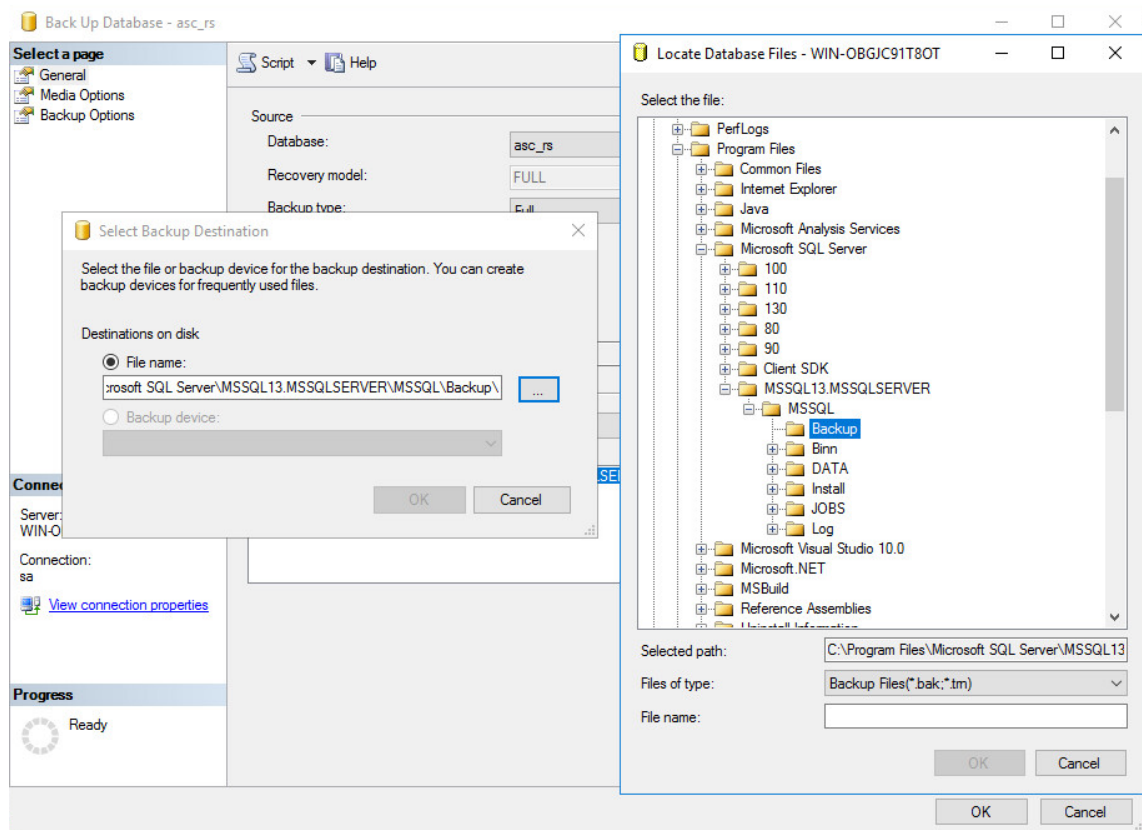 Back Up Database - asc_rs
Select a page
General
Media Options
Backup Options
Script
Help
Source
Database:
asc_rs
Recovery model:
FULL
Backup type:
Full
Select Backup Destination
Select the file or backup device for the backup destination. You can create
backup devices for frequently used files.
Destinations on disk
File name:
rosoft SQL Server\MSSQL13.MSSQLSERVER\MSSQL\Backup\
...
Backup device:
OK
Cancel
Server:
WIN-O
Connection:
sa
View connection properties
Progress
Ready
Locate Database Files - WIN-OBGJC91T8OT
Select the file:
PerfLogs
Program Files
Common Files
Internet Explorer
Java
Microsoft Analysis Services
Microsoft SQL Server
100
110
130
80
90
Client SDK
MSSQL13.MSSQLSERVER
MSSQL
Backup
Binn
DATA
Install
JOBS
Log
Microsoft Visual Studio 10.0
Microsoft.NET
MSBuild
Reference Assemblies
Selected path:
C:\Program Files\Microsoft SQL Server\MSSQL13
Files of type:
Backup Files(*.bak;*.trn)
File name:
OK
Cancel
OK
Cancel